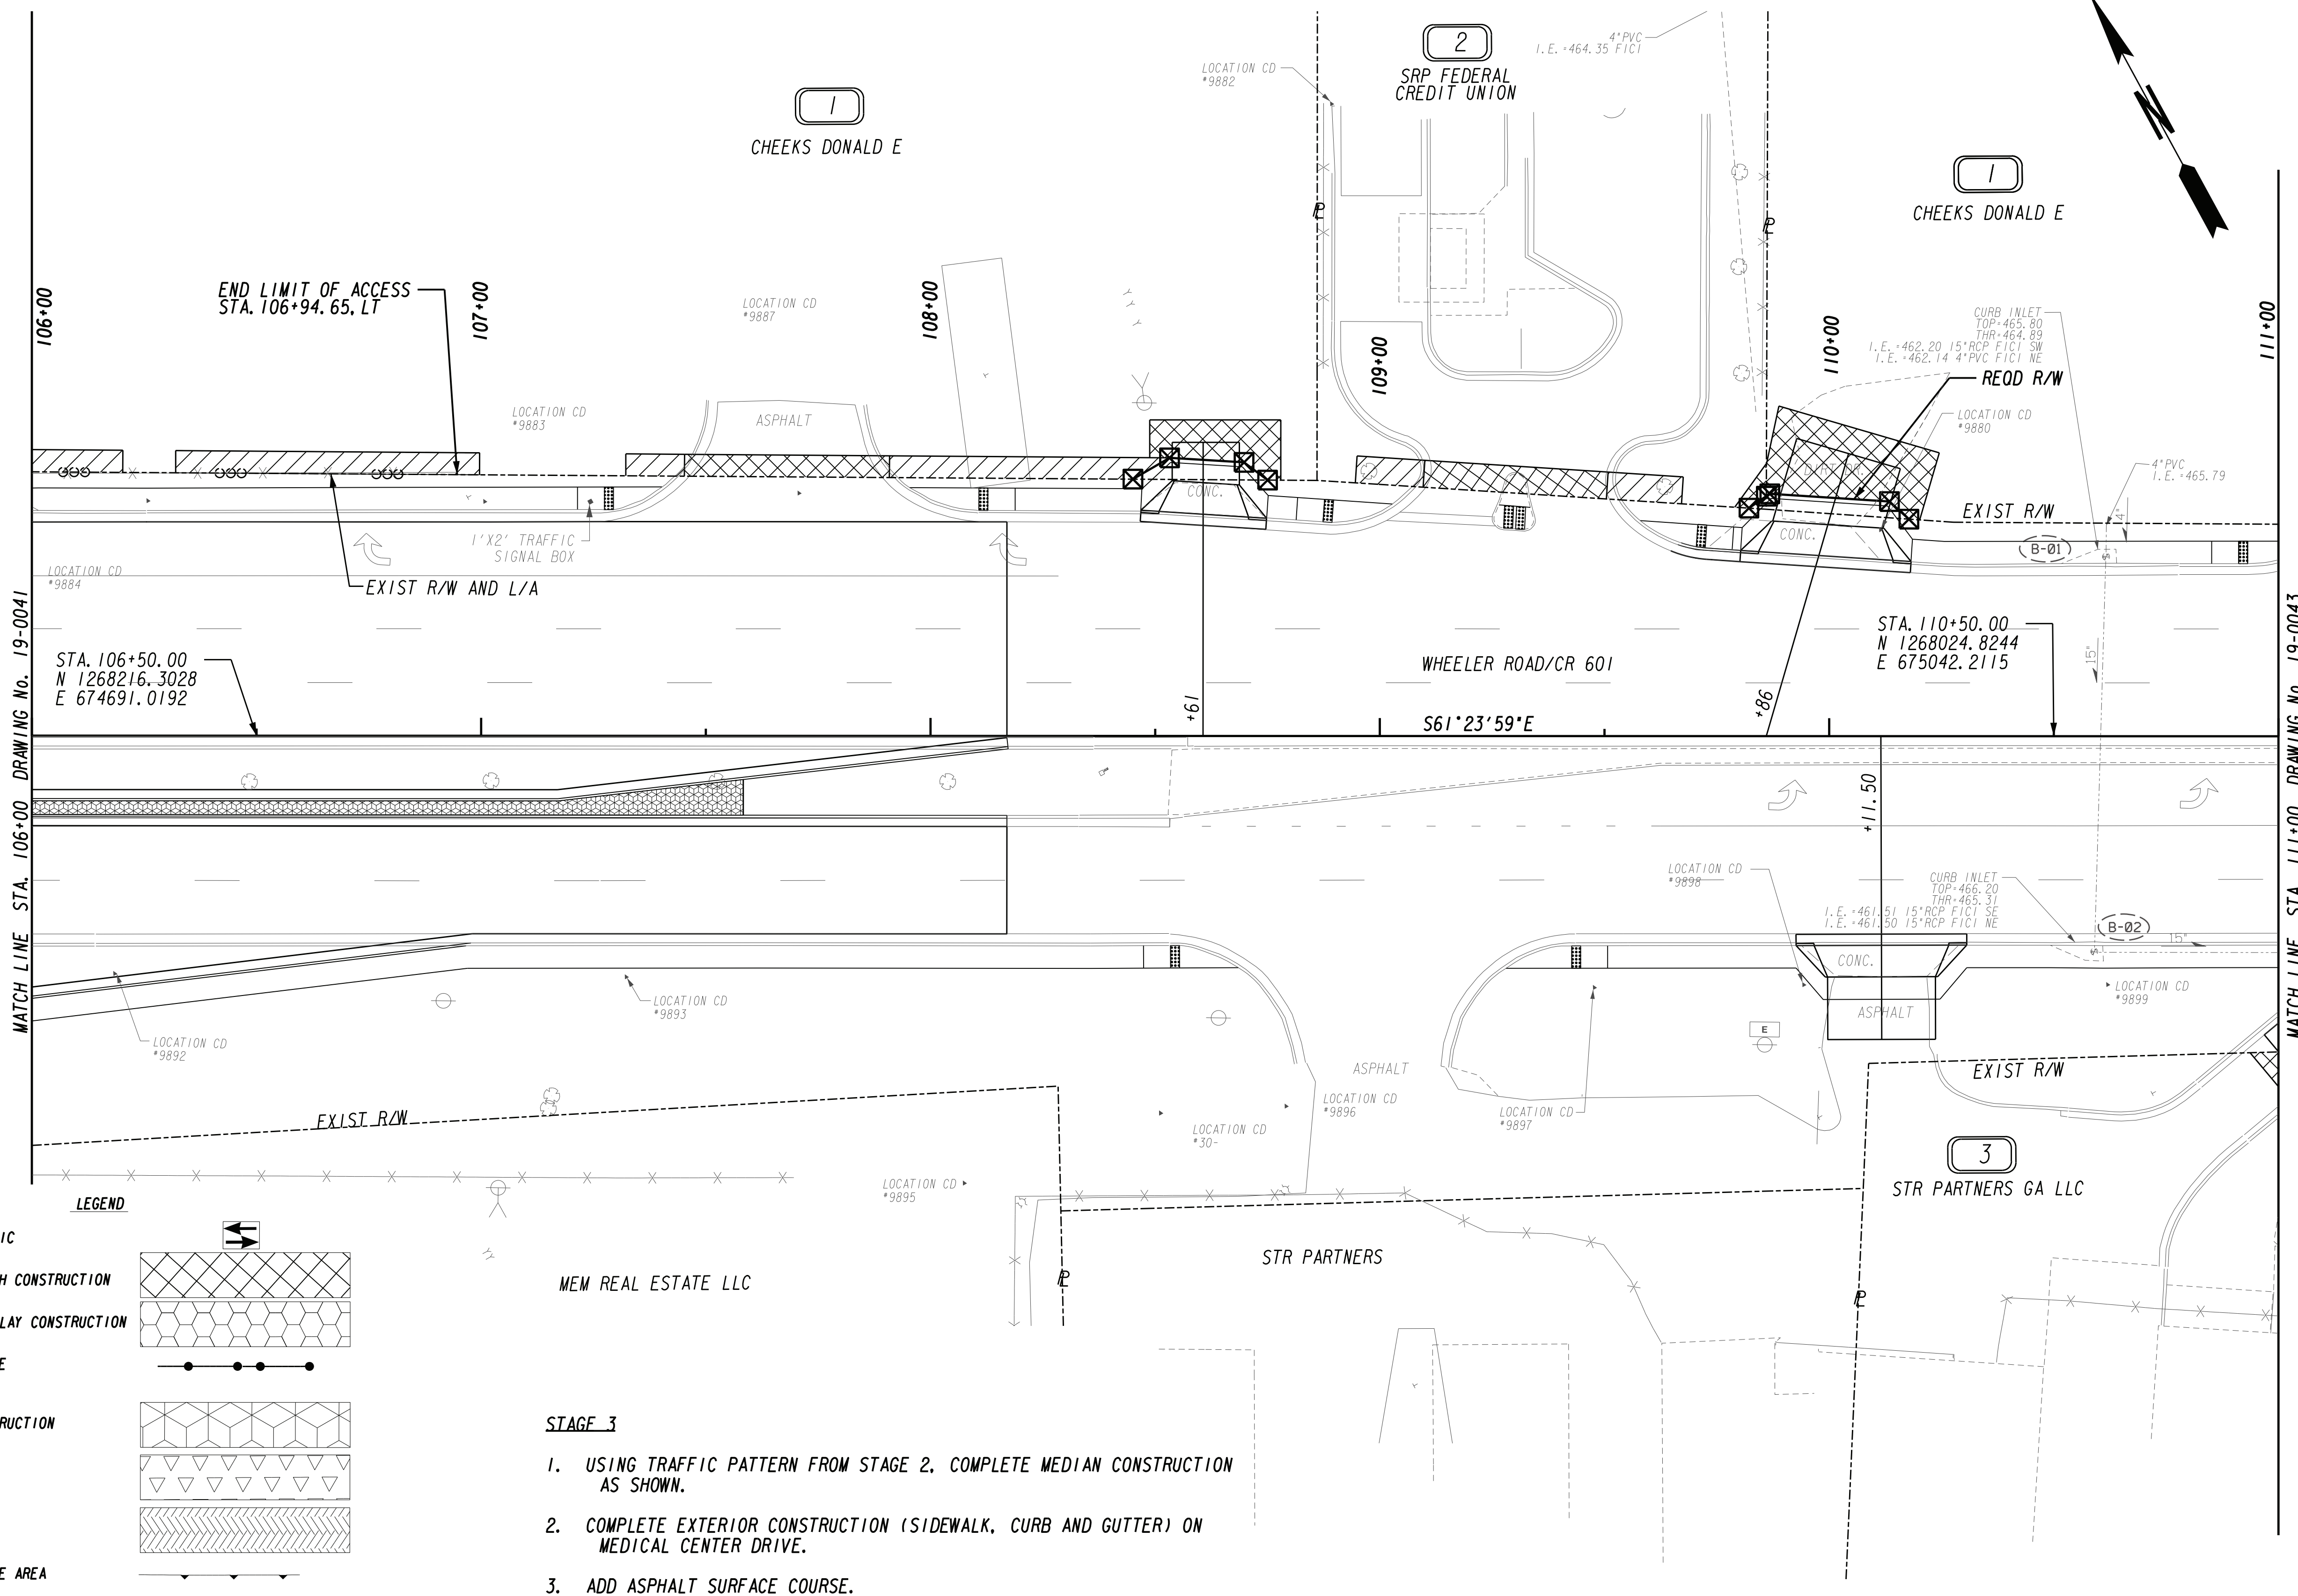 2
SRP FEDERAL
CREDIT UNION
4"PVC
I.E.=464.35 FICI
LOCATION CD
#9882
1
CHEEKS DONALD E
1
CHEEKS DONALD E
END LIMIT OF ACCESS
STA. 106+94.65, LT
106+00
107+00
108+00
109+00
110+00
111+00
LOCATION CD
#9887
LOCATION CD
#9883
ASPHALT
PL
PL
CURB INLET
TOP=465.80
THR=464.89
I.E.=462.20 15"RCP FICI SW
I.E.=462.14 4"PVC FICI NE
REQD R/W
LOCATION CD
#9880
4"PVC
I.E.=465.79
4"
CONC.
DIRT DR.
CONC.
EXIST R/W
B-01
1'X2' TRAFFIC
SIGNAL BOX
LOCATION CD
#9884
EXIST R/W AND L/A
MATCH LINE STA. 106+00 DRAWING No. 19-0041
MATCH LINE STA. 111+00 DRAWING No. 19-0043
STA. 106+50.00
N 1268216.3028
E 674691.0192
WHEELER ROAD/CR 601
STA. 110+50.00
N 1268024.8244
E 675042.2115
15"
+61
+86
S61°23'59"E
+11.50
LOCATION CD
#9898
CURB INLET
TOP=466.20
THR=465.31
I.E.=461.51 15"RCP FICI SE
I.E.=461.50 15"RCP FICI NE
B-02
15"
CONC.
ASPHALT
LOCATION CD
#9899
LOCATION CD
#9893
LOCATION CD
#9892
E
ASPHALT
LOCATION CD
#9896
LOCATION CD
#9897
LOCATION CD
#30-
EXIST R/W
EXIST R/W
3
STR PARTNERS GA LLC
LOCATION CD
#9895
LEGEND
IC
H CONSTRUCTION
LAY CONSTRUCTION
E
RUCTION
E AREA
MEM REAL ESTATE LLC
PL
STR PARTNERS
PL
STAGE 3
1. USING TRAFFIC PATTERN FROM STAGE 2, COMPLETE MEDIAN CONSTRUCTION
AS SHOWN.
2. COMPLETE EXTERIOR CONSTRUCTION (SIDEWALK, CURB AND GUTTER) ON
MEDICAL CENTER DRIVE.
3. ADD ASPHALT SURFACE COURSE.